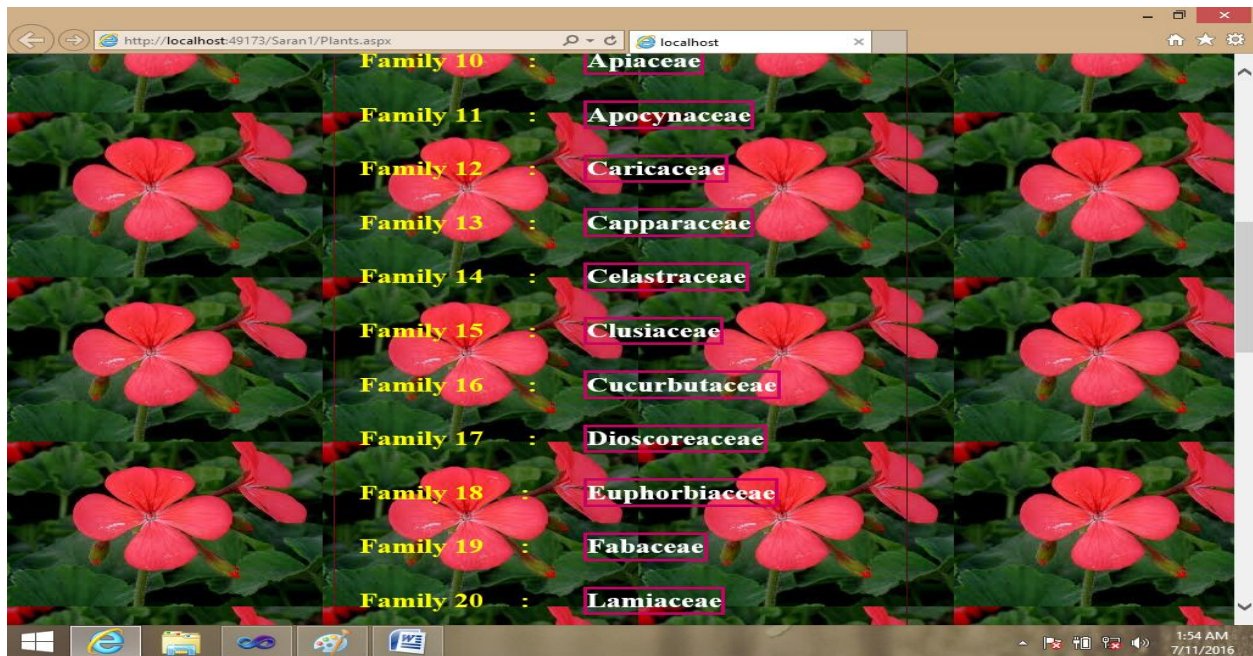 http://localhost:49173/Saran1/Plants.aspx
localhost
Family 10 : Apiaceae
Family 11 : Apocynaceae
Family 12 : Caricaceae
Family 13 : Capparaceae
Family 14 : Celastraceae
Family 15 : Clusiaceae
Family 16 : Cucurbutaceae
Family 17 : Dioscoreaceae
Family 18 : Euphorbiaceae
Family 19 : Fabaceae
Family 20 : Lamiaceae
1:54 AM
7/11/2016